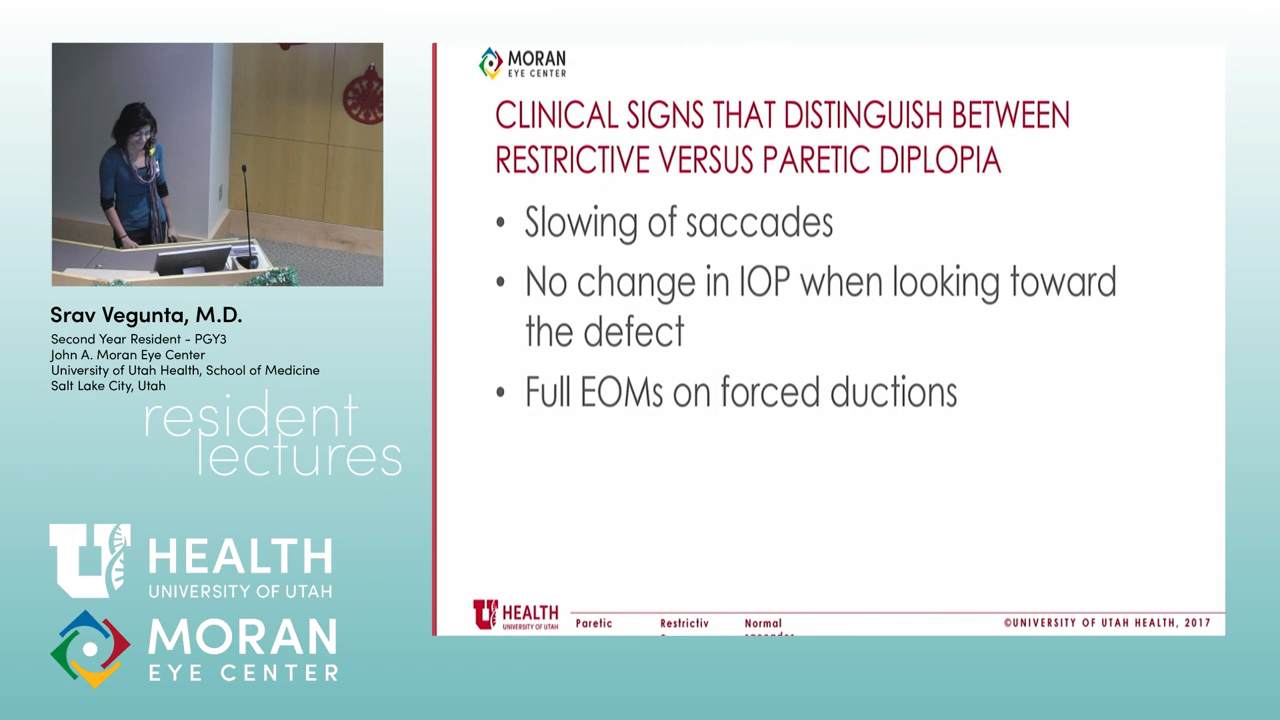 Srav Vegunta, M.D.
Second Year Resident - PGY3
John A. Moran Eye Center
University of Utah Health, School of Medicine
Salt Lake City, Utah
resident
lectures
U
HEALTH
UNIVERSITY OF UTAH
MORAN
EYE CENTER
MORAN
EYE CENTER
CLINICAL SIGNS THAT DISTINGUISH BETWEEN
RESTRICTIVE VERSUS PARETIC DIPLOPIA
• Slowing of saccades
• No change in IOP when looking toward
the defect
• Full EOMs on forced ductions
U
HEALTH
UNIVERSITY OF UTAH
Paretic
Restrictiv
Normal
©UNIVERSITY OF UTAH HEALTH, 2017